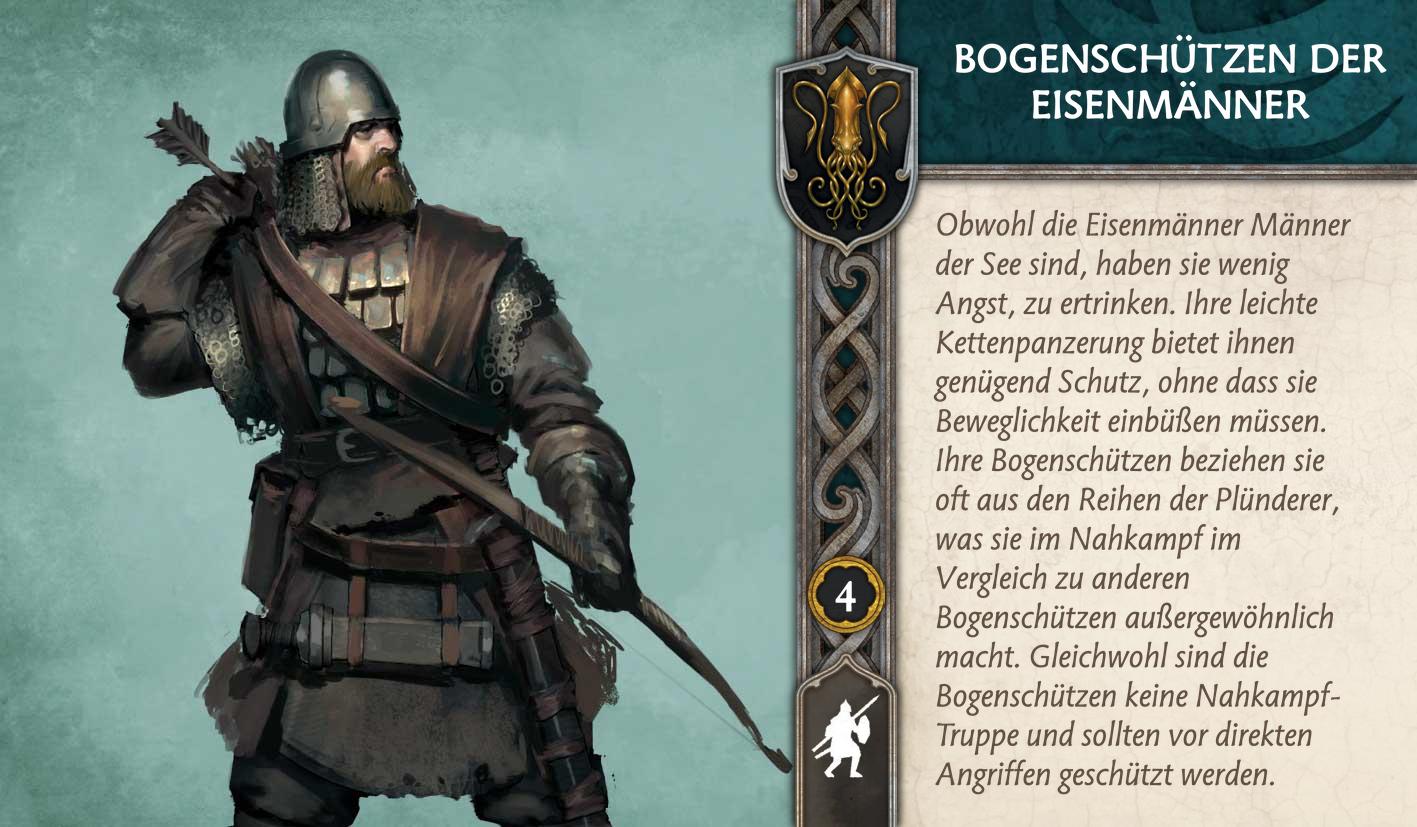 BOGENSCHÜTZEN DER
EISENMÄNNER
Obwohl die Eisenmänner Männer
der See sind, haben sie wenig
Angst, zu ertrinken. Ihre leichte
Kettenpanzerung bietet ihnen
genügend Schutz, ohne dass sie
Beweglichkeit einbüßen müssen.
Ihre Bogenschützen beziehen sie
oft aus den Reihen der Plünderer,
was sie im Nahkampf im
Vergleich zu anderen
Bogenschützen außergewöhnlich
macht. Gleichwohl sind die
Bogenschützen keine Nahkampf-
Truppe und sollten vor direkten
Angriffen geschützt werden.
4